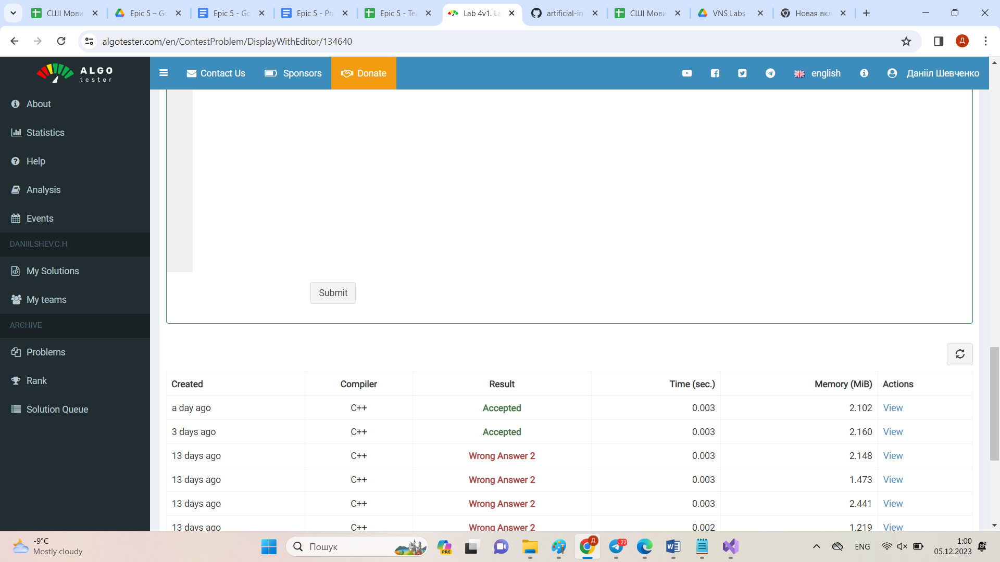 СШІ Мови
Epic 5 – Go
Epic 5 - Go
Epic 5 - Pra
Epic 5 - Tea
Lab 4v1. La
artificial-in
СШІ Мови
VNS Labs -
Новая вкл
algotester.com/en/ContestProblem/DisplayWithEditor/134640
Д
ALGO
tester
Contact Us
Sponsors
Donate
english
Данііл Шевченко
About
Statistics
Help
Analysis
Events
DANIILSHEV.C.H
My Solutions
My teams
ARCHIVE
Problems
Rank
Solution Queue
Submit
Created Compiler Result Time (sec.) Memory (MiB) Actions
a day ago C++ Accepted 0.003 2.102 View
3 days ago C++ Accepted 0.003 2.160 View
13 days ago C++ Wrong Answer 2 0.003 2.148 View
13 days ago C++ Wrong Answer 2 0.003 1.473 View
13 days ago C++ Wrong Answer 2 0.003 2.441 View
13 days ago C++ Wrong Answer 2 0.002 1.219 View
-9°C
Mostly cloudy
Пошук
PRE
Д
..22
ENG
1:00
05.12.2023